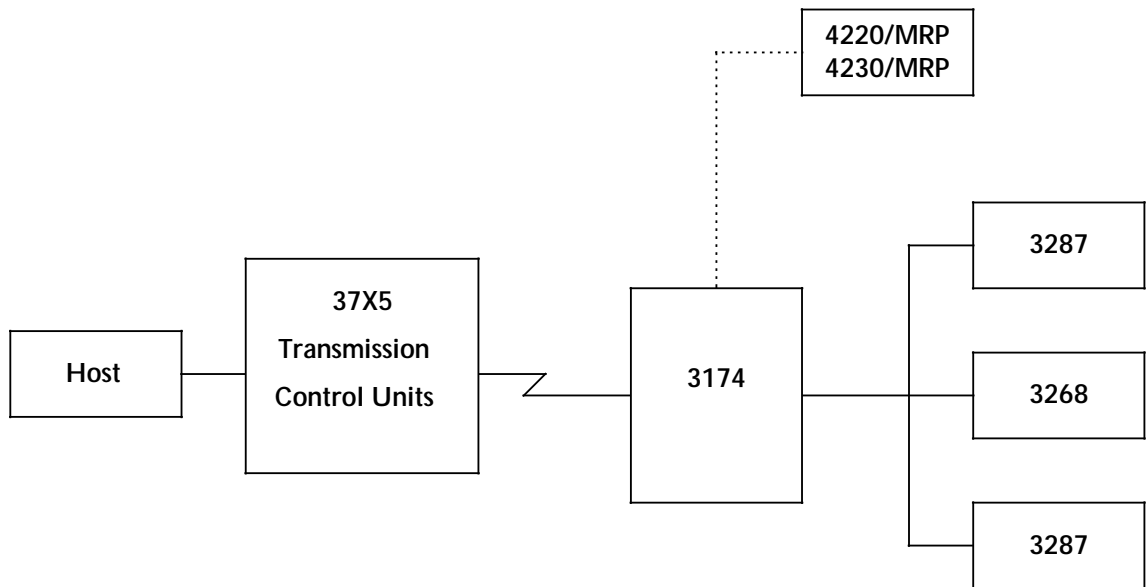 4220/MRP
4230/MRP
3287
37X5
Transmission
Control Units
Host
3174
3268
3287